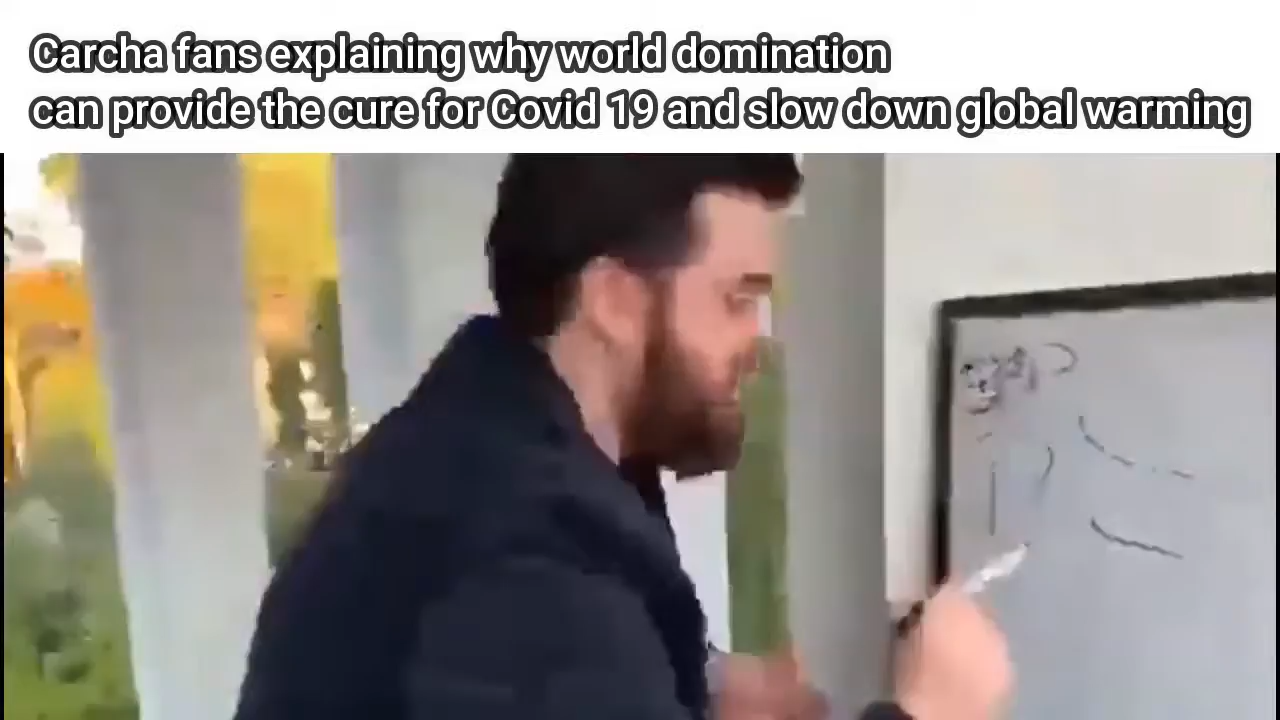 Carcha fans explaining why world domination
can provide the cure for Covid 19 and slow down global warming